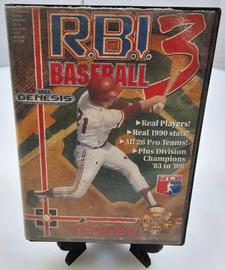 R.B.I. 3
BASEBALL
SEGA
GENESIS
▶Real Players!
▶Real 1990 stats!
▶All 26 Pro Teams!
▶Plus Division
Champions
'83 to '89!
TENGEN